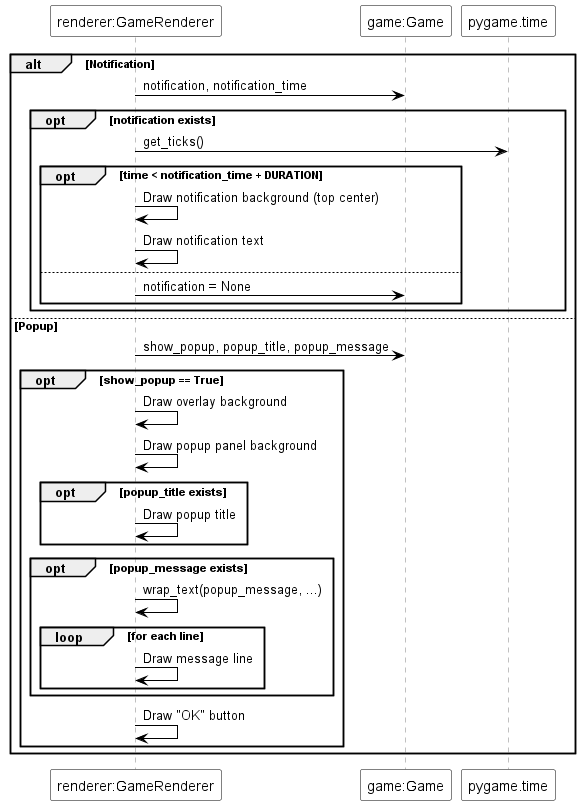 renderer:GameRenderer game:Game pygame.time
alt [Notification]
notification, notification_time
opt [notification exists]
get_ticks()
opt [time < notification_time + DURATION]
Draw notification background (top center)
Draw notification text
notification = None
[Popup]
show_popup, popup_title, popup_message
opt [show_popup == True]
Draw overlay background
Draw popup panel background
opt [popup_title exists]
Draw popup title
opt [popup_message exists]
wrap_text(popup_message, ...)
loop [for each line]
Draw message line
Draw "OK" button
renderer:GameRenderer game:Game pygame.time